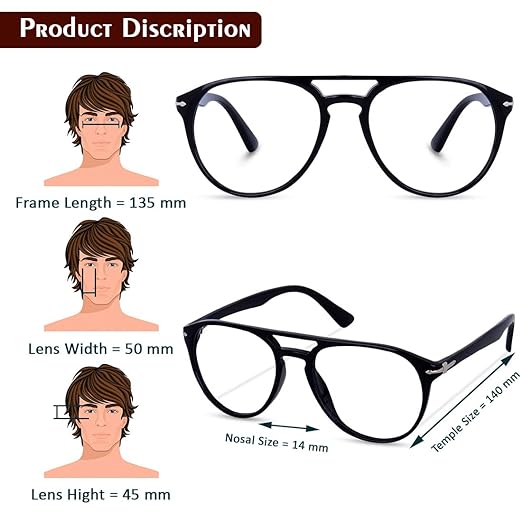 Product Discription
Frame Length = 135 mm
Lens Width = 50 mm
Nosal Size = 14 mm
Temple Size = 140 mm
Lens Hight = 45 mm